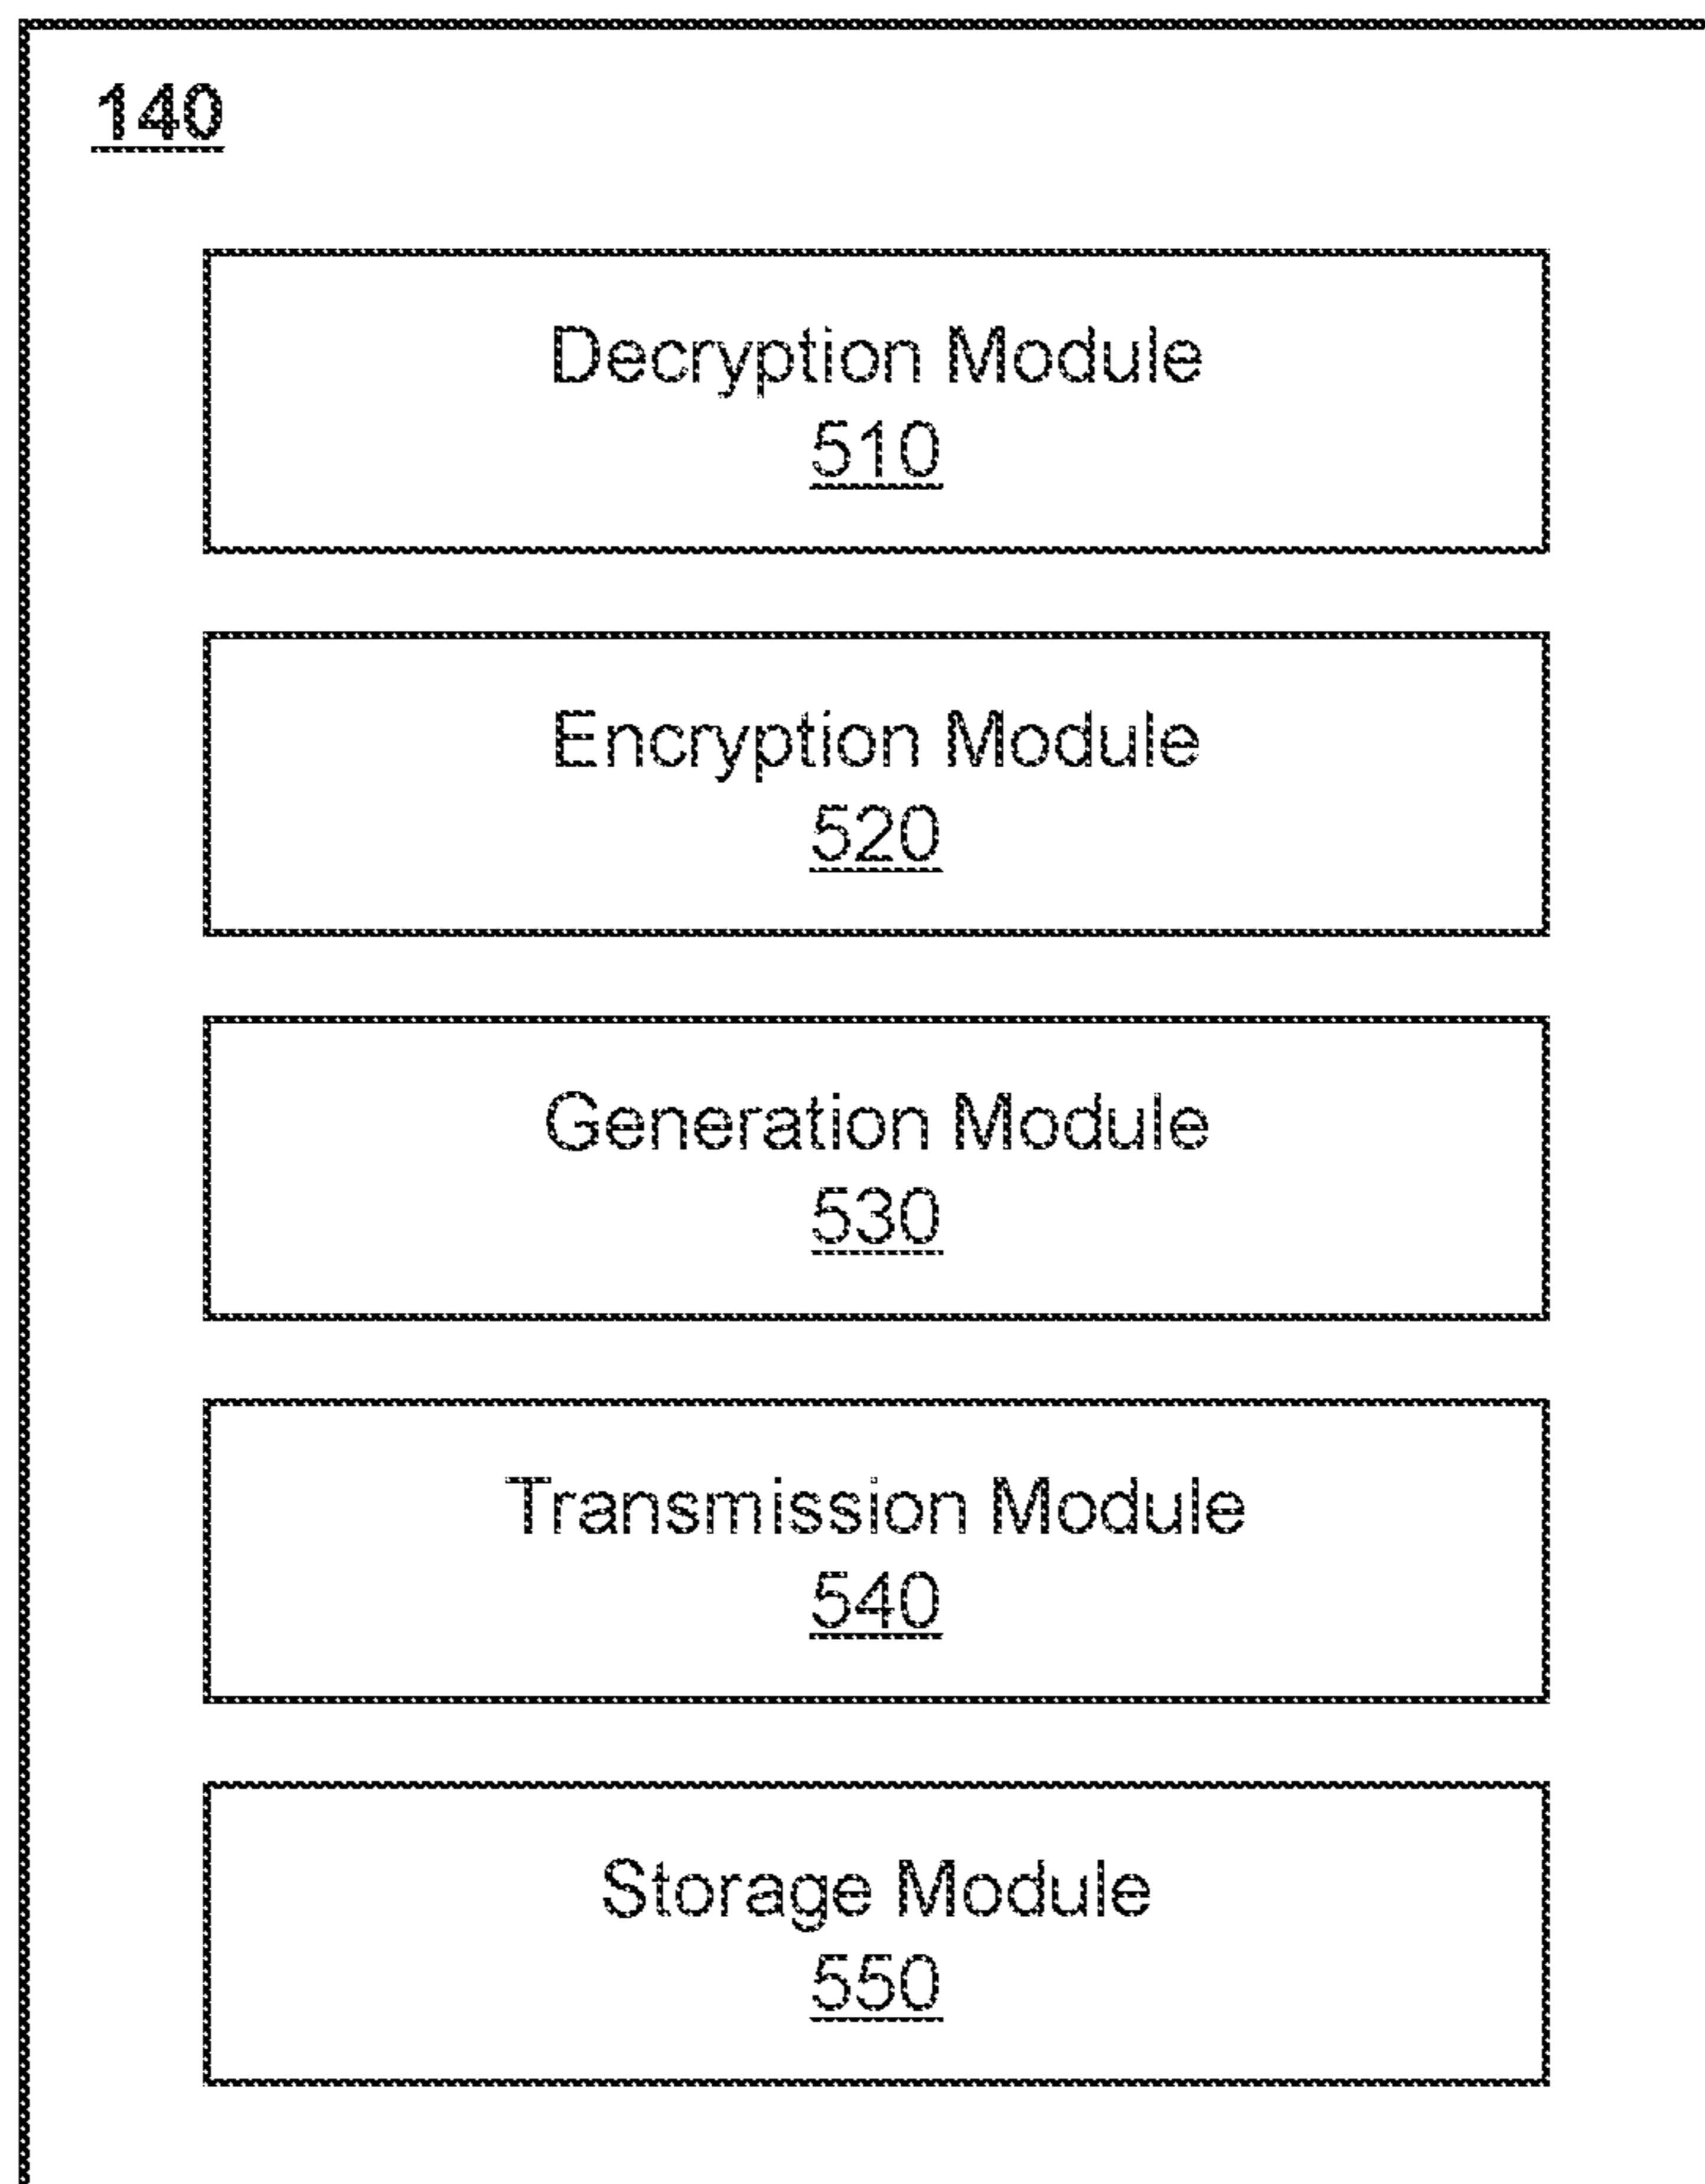 140
Decryption Module
510
Encryption Module
520
Generation Module
530
Transmission Module
540
Storage Module
550